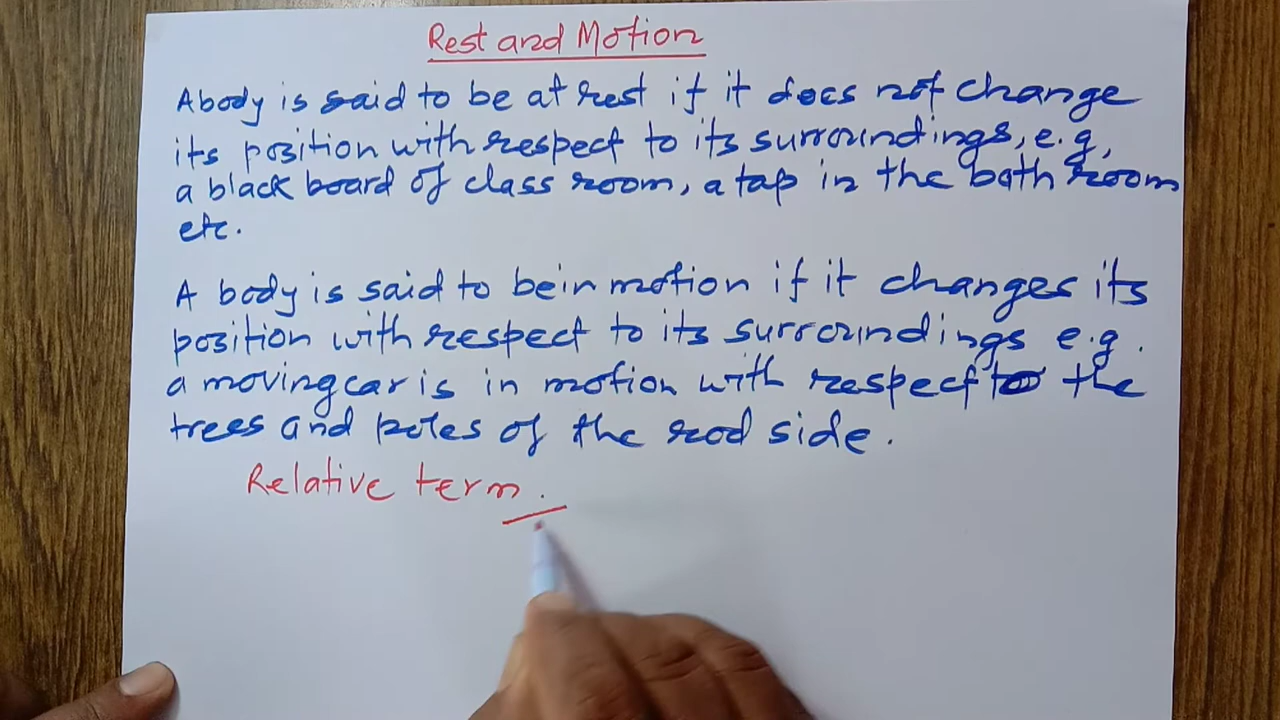 Rest and Motion
A body is said to be at rest if it does not change
its position with respect to its surroundings, e.g,
a black board of class room, a tap in the bath room
etc.
A body is said to be in motion if it changes its
position with respect to its surroundings e.g.
a moving car is in motion with respect to the
trees and poles of the rod side.
Relative term.